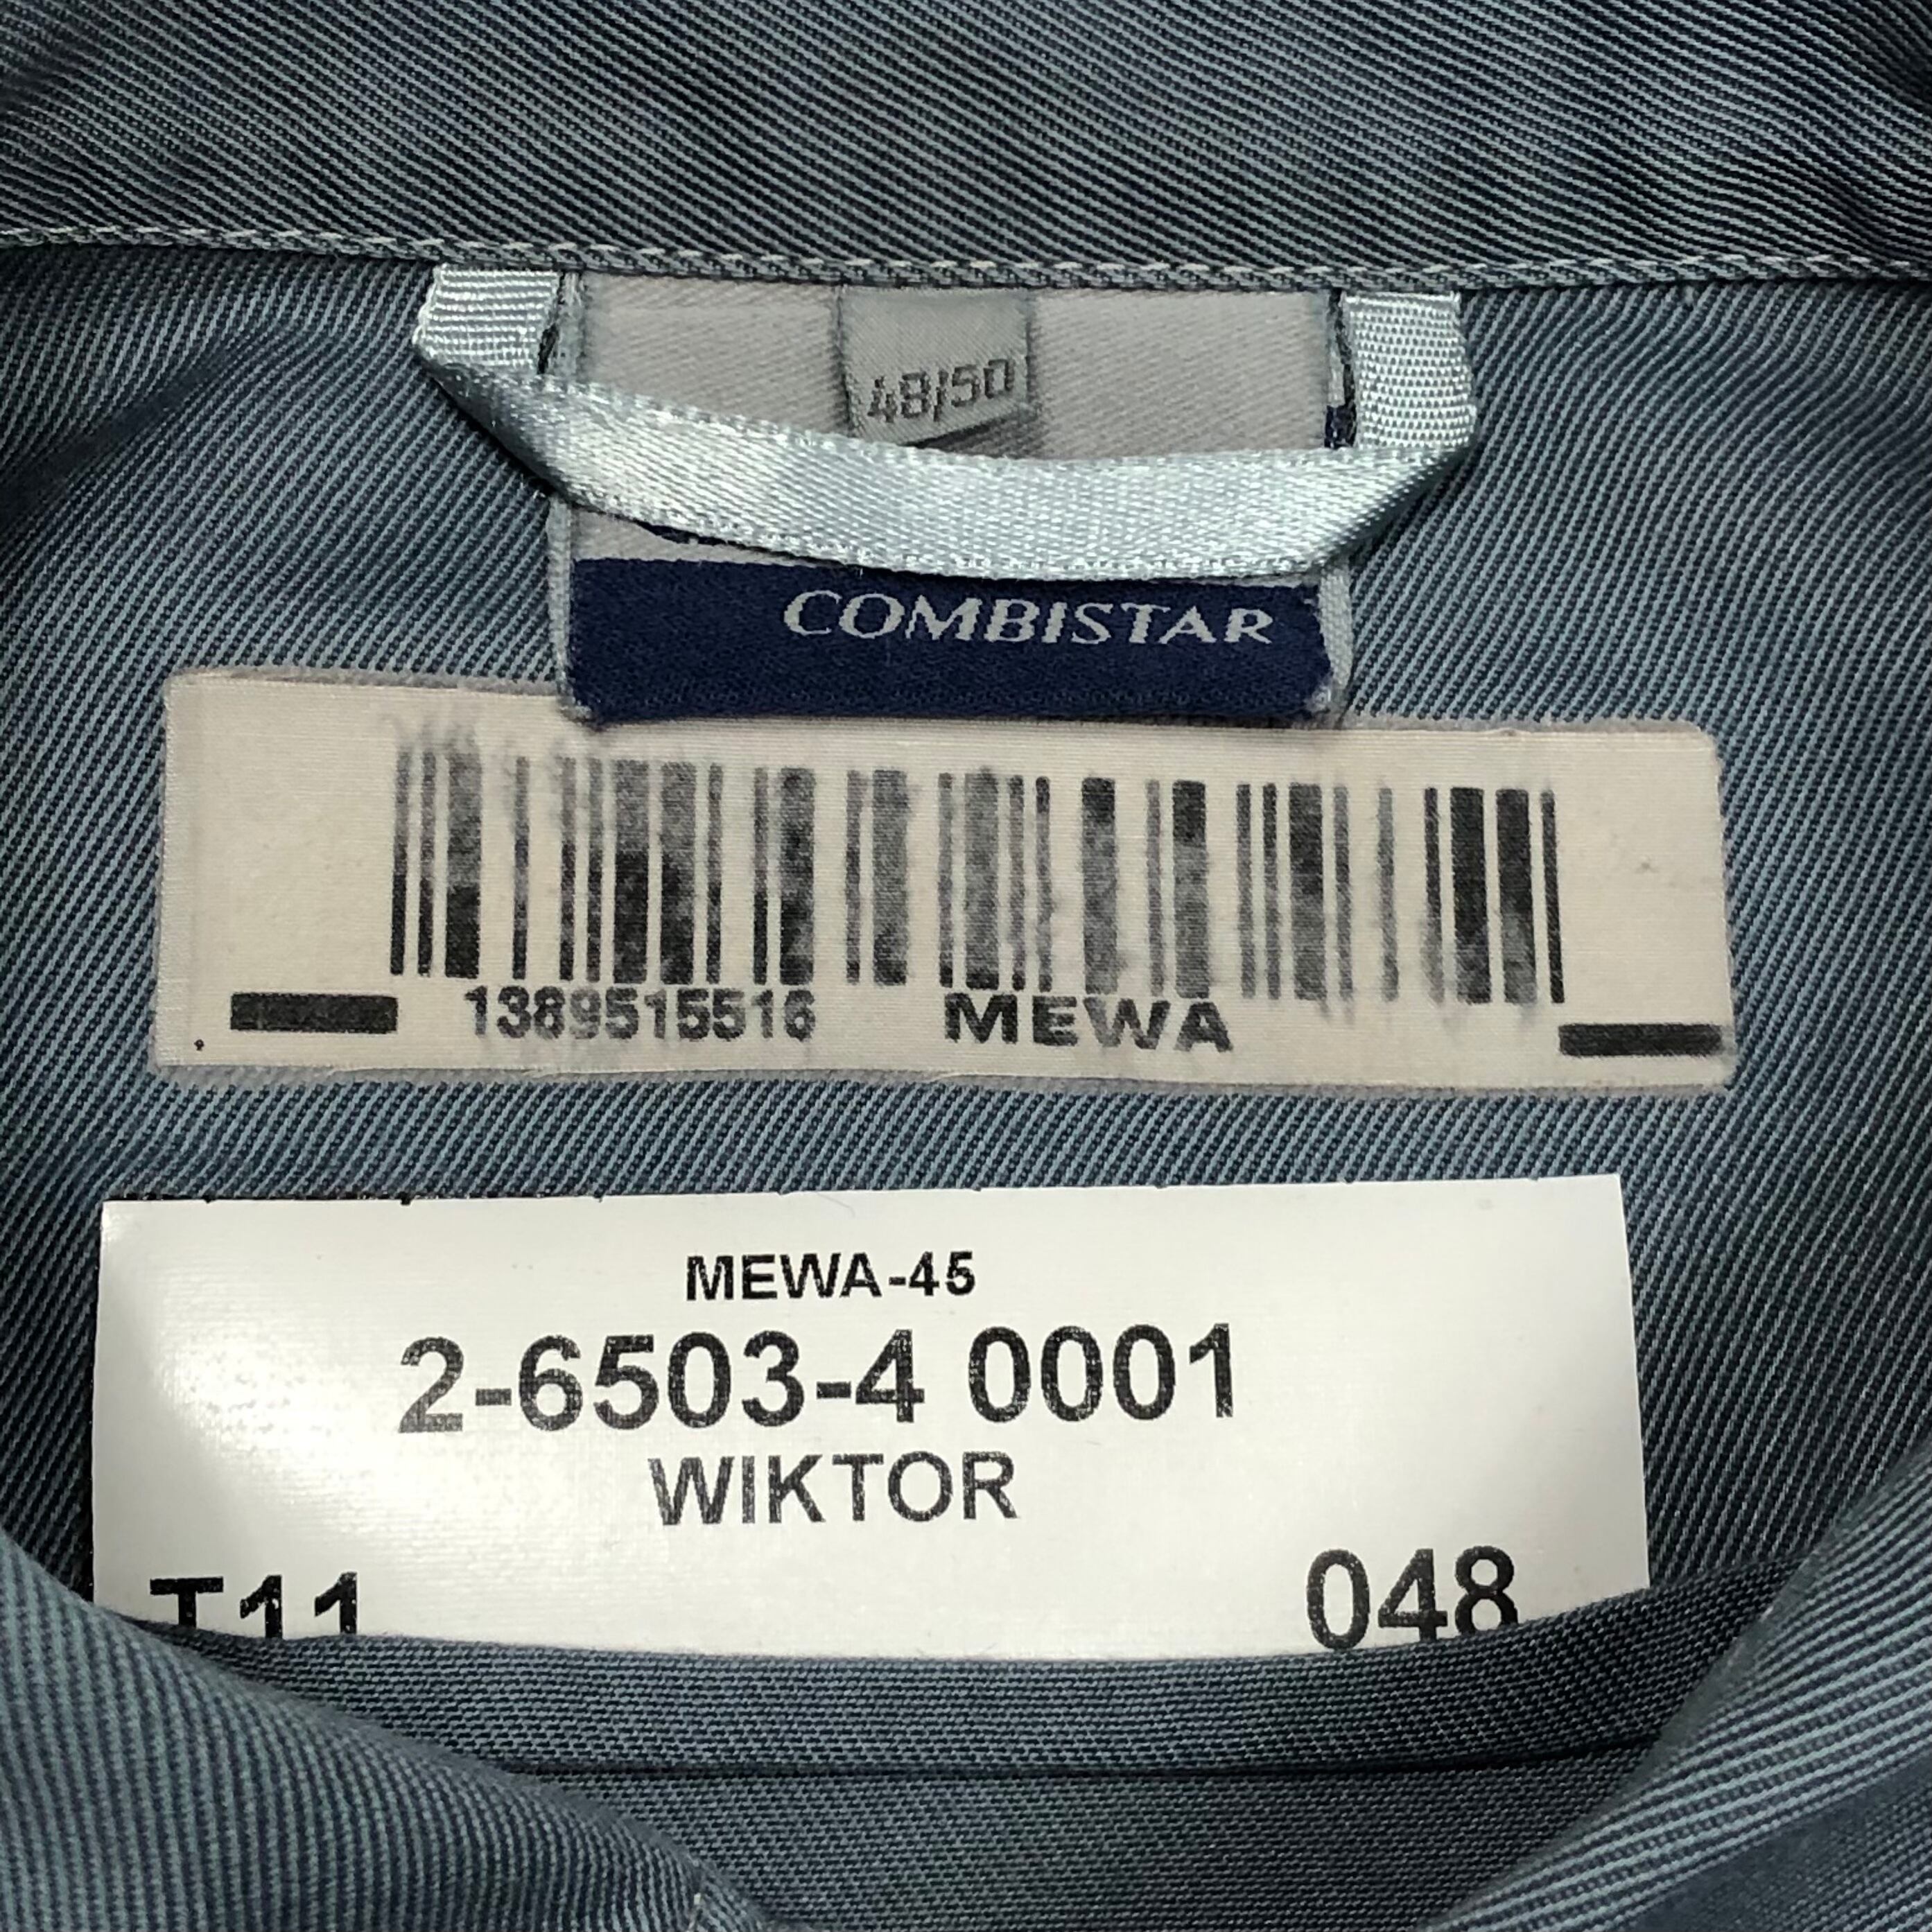 48/50
COMBISTAR
1389515516 MEWA
MEWA-45
2-6503-4 0001
WIKTOR
T11 048